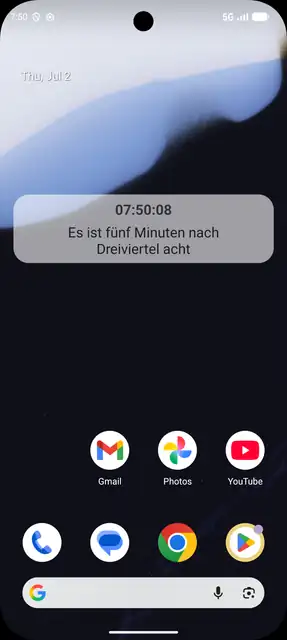 7:50
5G
Thu, Jul 2
07:50:08
Es ist fünf Minuten nach
Dreiviertel acht
Gmail
Photos
YouTube